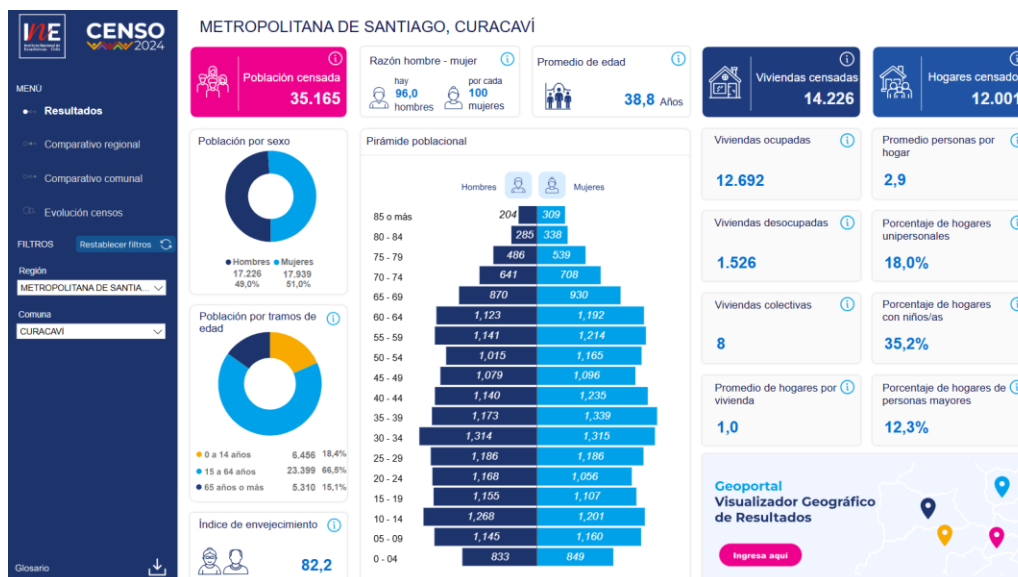 INE
Instituto Nacional de Estadísticas - Chile
CENSO
2024
MENÚ
Resultados
Comparativo regional
Comparativo comunal
Evolución censos
FILTROS
Restablecer filtros
Región
METROPOLITANA DE SANTIA...
Comuna
CURACAVÍ
Glosario
METROPOLITANA DE SANTIAGO, CURACAVÍ
Población censada
35.165
Razón hombre - mujer
hay
96,0
hombres
por cada
100
mujeres
Promedio de edad
38,8 Años
Viviendas censadas
14.226
Hogares censado
12.001
Población por sexo
Hombres Mujeres
17.226 17.939
49,0% 51,0%
Población por tramos de
edad
0 a 14 años 6.456 18,4%
15 a 64 años 23.399 66,5%
65 años o más 5.310 15,1%
Índice de envejecimiento
82,2
Pirámide poblacional
Hombres Mujeres
85 o más 204 309
80 - 84 285 338
75 - 79 486 539
70 - 74 641 708
65 - 69 870 930
60 - 64 1,123 1,192
55 - 59 1,141 1,214
50 - 54 1,015 1,165
45 - 49 1,079 1,096
40 - 44 1,140 1,235
35 - 39 1,173 1,339
30 - 34 1,314 1,315
25 - 29 1,186 1,186
20 - 24 1,168 1,056
15 - 19 1,155 1,107
10 - 14 1,268 1,201
05 - 09 1,145 1,160
0 - 04 833 849
Viviendas ocupadas
12.692
Promedio personas por
hogar
2,9
Viviendas desocupadas
1.526
Porcentaje de hogares
unipersonales
18,0%
Viviendas colectivas
8
Porcentaje de hogares
con niños/as
35,2%
Promedio de hogares por
vivienda
1,0
Porcentaje de hogares de
personas mayores
12,3%
Geoportal
Visualizador Geográfico
de Resultados
Ingresa aquí